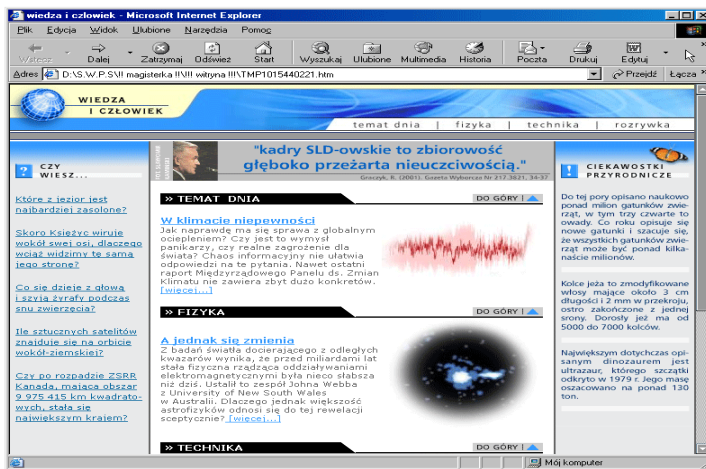 wiedza i człowiek - Microsoft Internet Explorer
Plik Edycja Widok Ulubione Narzędzia Pomoc
Wstecz Dalej Zatrzymaj Odśwież Start Wyszukaj Ulubione Multimedia Historia Poczta Drukuj Edytuj
Adres D:\S.W.P.S\!! magisterka !!\!!! witryna !!!\TMP1015440221.htm Przejdź Łącza
WIEDZA
I CZŁOWIEK
temat dnia | fizyka | technika | rozrywka
CZY
WIESZ...
Które z jezior jest
najbardziej zasolone?
Skoro Księżyc wiruje
wokół swej osi, dlaczego
wciąż widzimy tę samą
jego stronę?
Co się dzieje z głową
i szyją żyrafy podczas
snu zwierzęcia?
Ile sztucznych satelitów
znajduje się na orbicie
wokół-ziemskiej?
Czy po rozpadzie ZSRR
Kanada, mająca obszar
9 975 415 km kwadrato-
wych, stała się
największym krajem?
"kadry SLD-owskie to zbiorowość
głęboko przeżarta nieuczciwością."
Graczyk, R. (2001). Gazeta Wyborcza Nr 217.3821, 34-37
» TEMAT DNIA DO GÓRY
W klimacie niepewności
Jak naprawdę ma się sprawa z globalnym
ociepleniem? Czy jest to wymysł
panikarzy, czy realne zagrożenie dla
świata? Chaos informacyjny nie ułatwia
odpowiedzi na te pytania. Nawet ostatni
raport Międzyrządowego Panelu ds. Zmian
Klimatu nie zawiera zbyt dużo konkretów.
[więcej...]
» FIZYKA DO GÓRY
A jednak się zmienia
Z badań światła docierającego z odległych
kwazarów wynika, że przed miliardami lat
stała fizyczna rządząca oddziaływaniami
elektromagnetycznymi była nieco słabsza
niż dziś. Ustalił to zespół Johna Webba
z University of New South Wales
w Australii. Dlaczego jednak większość
astrofizyków odnosi się do tej rewelacji
sceptycznie? [więcej...]
» TECHNIKA DO GÓRY
CIEKAWOSTKI
PRZYRODNICZE
Do tej pory opisano naukowo
ponad milion gatunków zwie-
rząt, w tym trzy czwarte to
owady. Co roku opisuje się
nowe gatunki i szacuje się,
że wszystkich gatunków zwie-
rząt może być ponad kilka-
naście milionów.
Kolce jeża to zmodyfikowane
włosy mające około 3 cm
długości i 2 mm w przekroju,
ostro zakończone z jednej
srony. Dorosły jeż ma od
5000 do 7000 kolców.
Największym dotychczas opi-
sanym dinozaurem jest
ultrazaur, którego szczątki
odkryto w 1979 r. Jego masę
oszacowano na ponad 130
ton.
Mój komputer